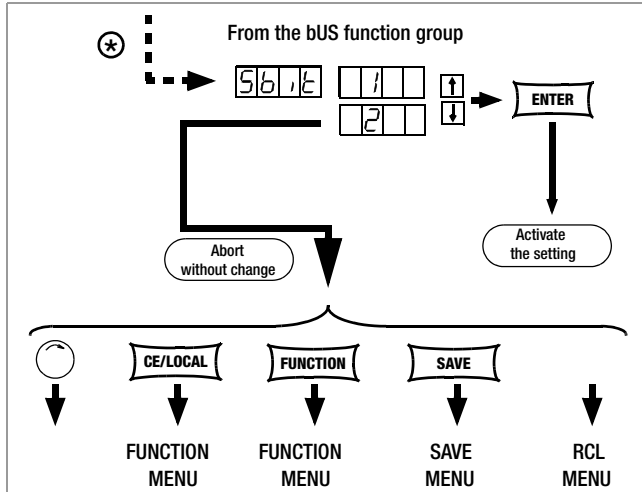 From the bUS function group
Sbit 1
2
ENTER
Abort
without change
Activate
the setting
CE/LOCAL
FUNCTION
SAVE
FUNCTION
MENU
FUNCTION
MENU
SAVE
MENU
RCL
MENU